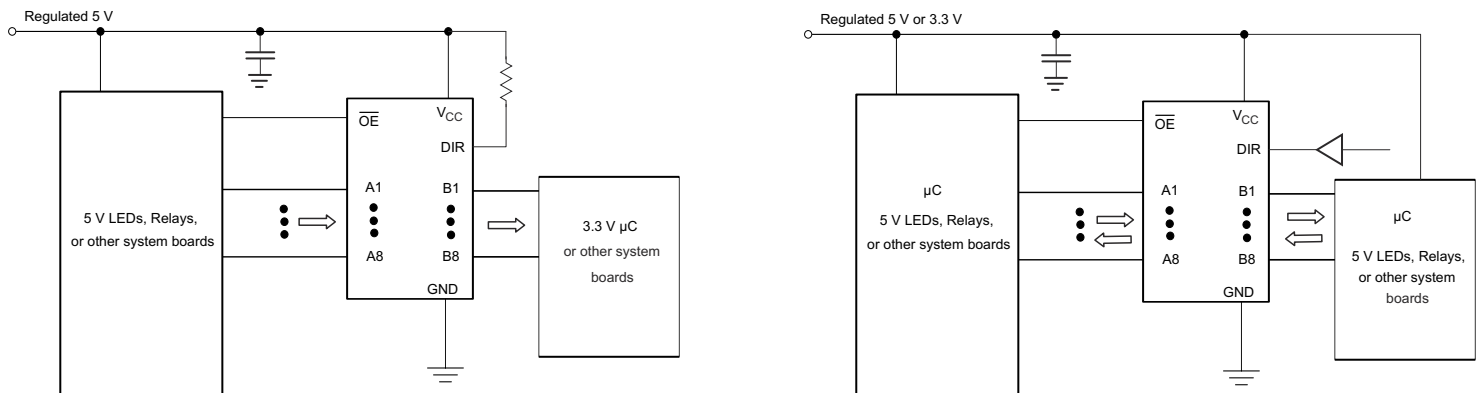 Regulated 5 V
OE
VCC
DIR
A1
B1
5 V LEDs, Relays,
or other system boards
3.3 V µC
or other system
boards
A8
B8
GND
Regulated 5 V or 3.3 V
OE
VCC
DIR
µC
5 V LEDs, Relays,
or other system boards
A1
B1
A8
B8
GND
µC
5 V LEDs, Relays,
or other system
boards